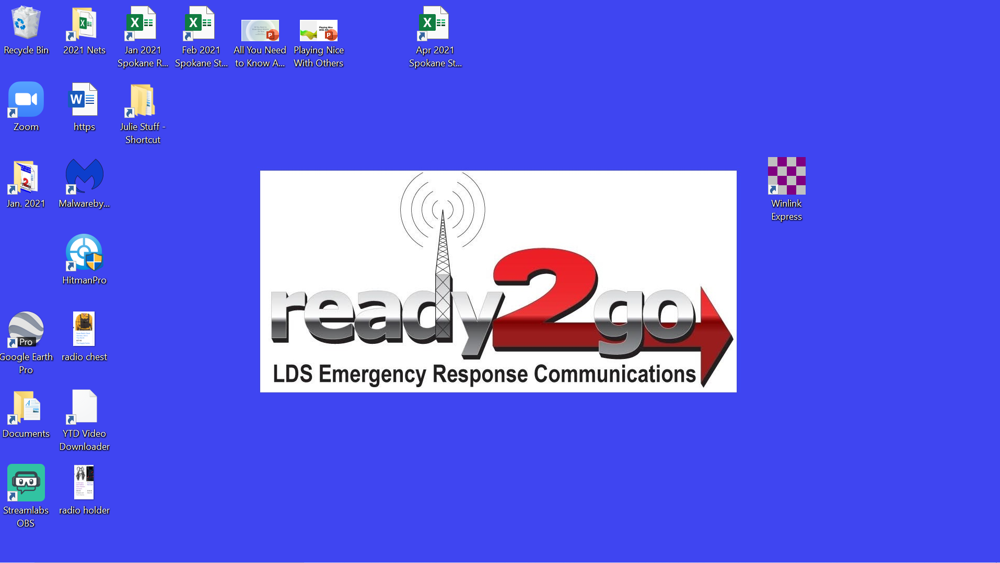 Recycle Bin
2021 Nets
Jan 2021
Spokane R...
Feb 2021
Spokane St...
All You Need
to Know A...
Playing Nice
With Others
Apr 2021
Spokane St...
Zoom
https
Julie Stuff -
Shortcut
Jan. 2021
Malwareby...
Winlink
Express
HitmanPro
ready2go
LDS Emergency Response Communications
Pro
Google Earth
Pro
radio chest
Documents
YTD Video
Downloader
Streamlabs
OBS
radio holder